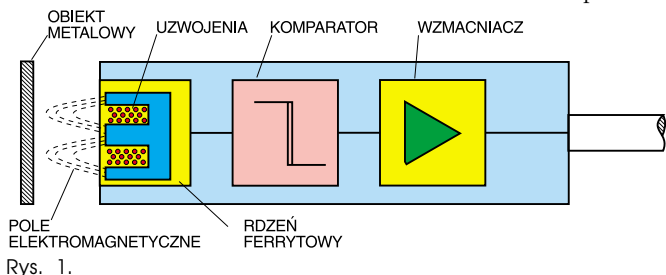 OBIEKT
METALOWY
UZWOJENIA
KOMPARATOR
WZMACNIACZ
POLE
ELEKTROMAGNETYCZNE
RDZEŃ
FERRYTOWY
Rys. 1.